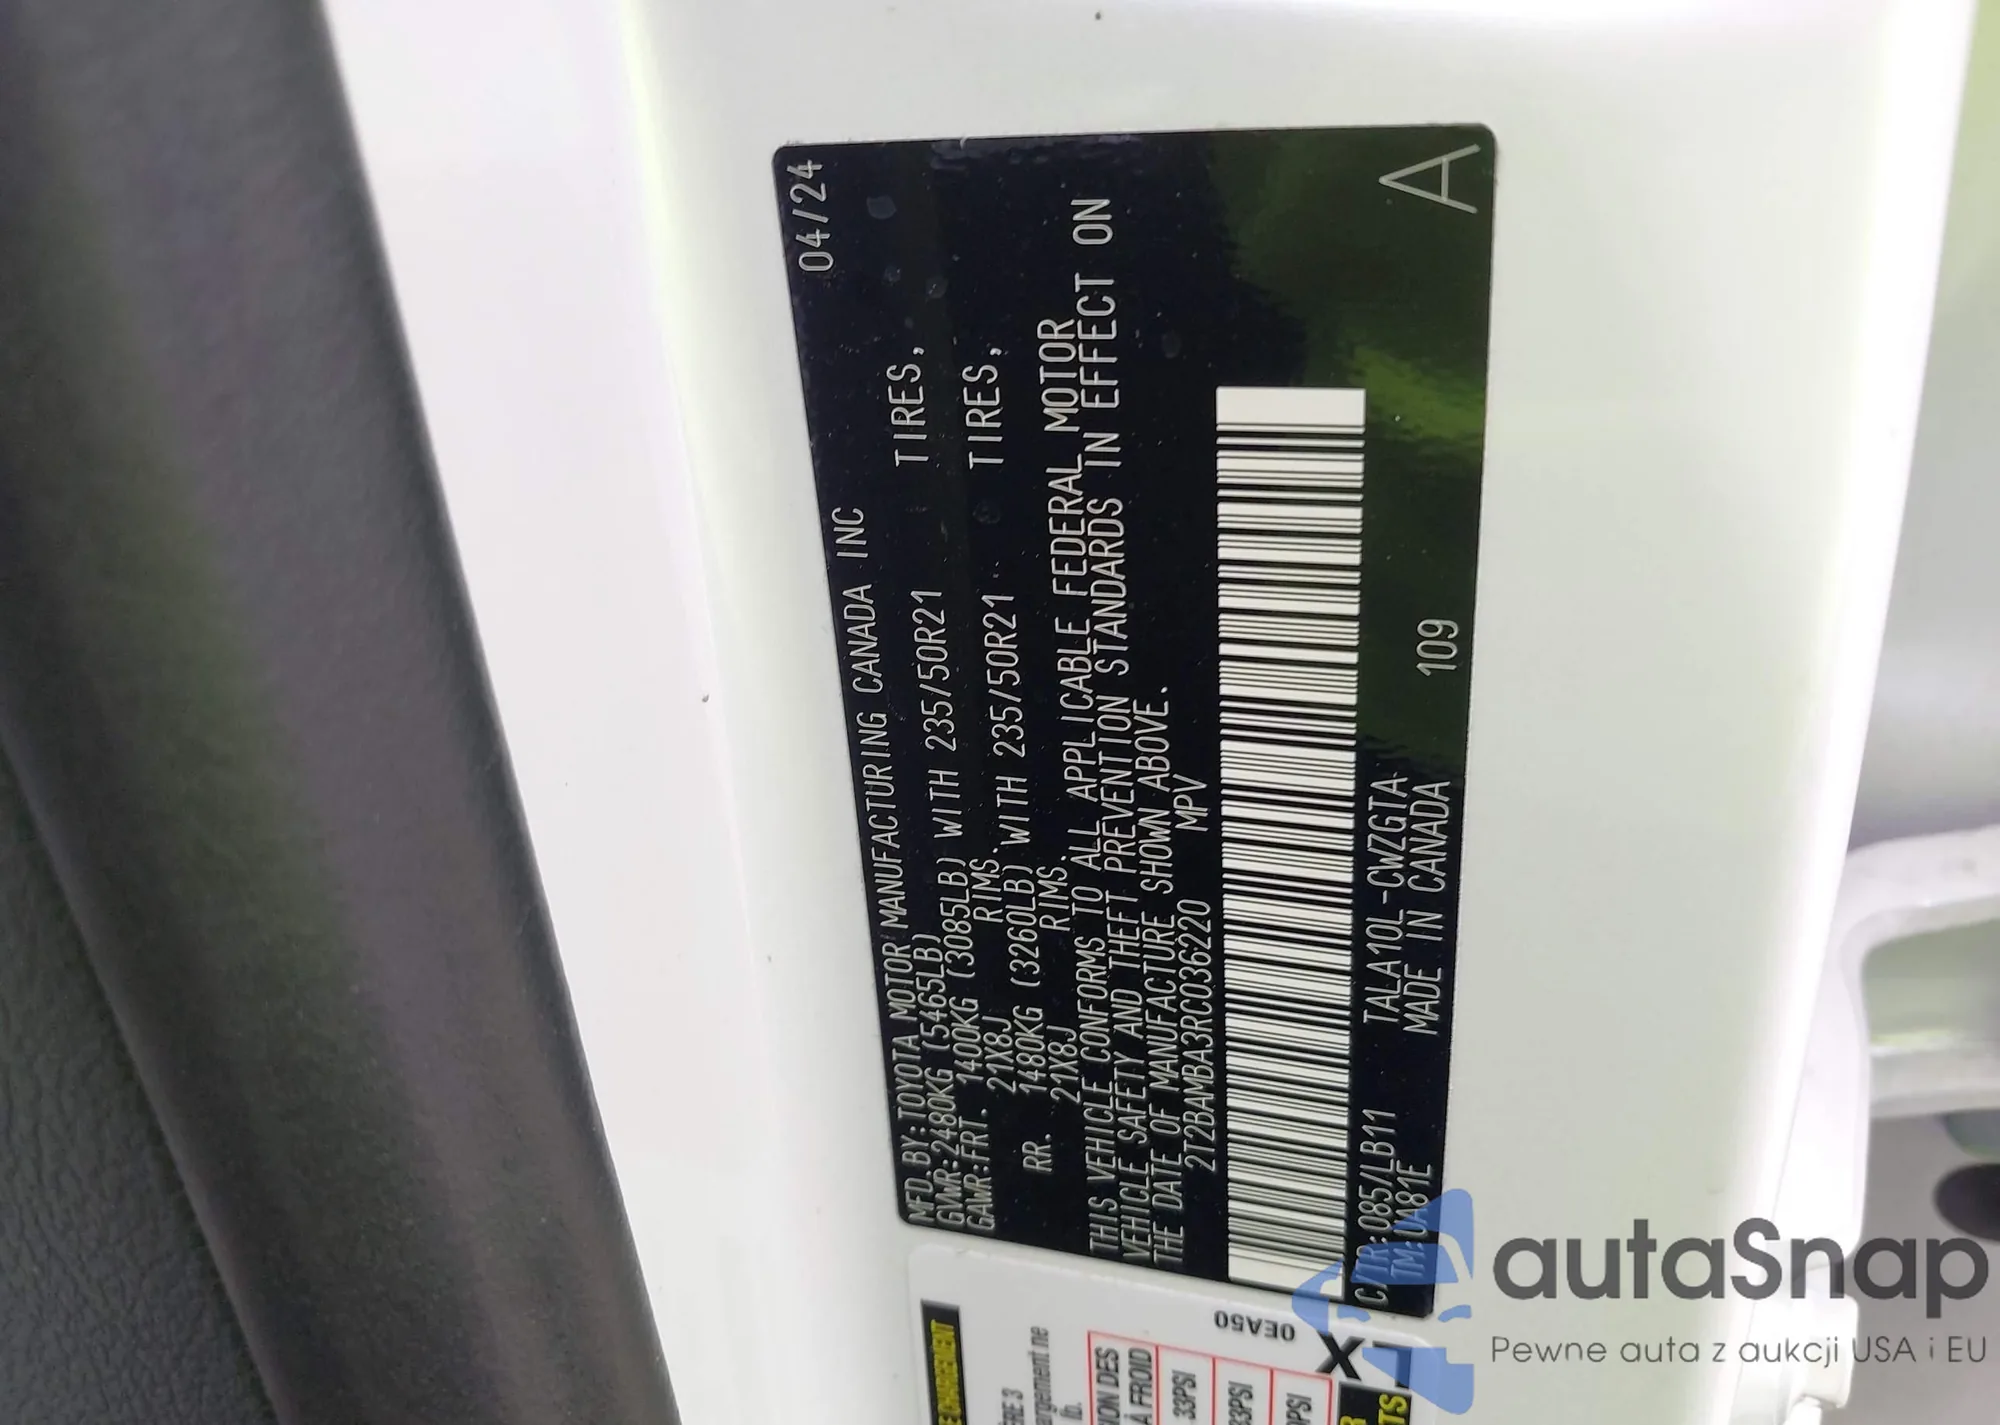 04/24
MFD.BY:TOYOTA MOTOR MANUFACTURING CANADA INC
GVWR:2480KG (5465LB)
GAWR:FRT. 1400KG (3085LB) WITH 235/50R21 TIRES,
21X8J RIMS.
RR. 1480KG (3260LB) WITH 235/50R21 TIRES,
21X8J RIMS.
THIS VEHICLE CONFORMS TO ALL APPLICABLE FEDERAL MOTOR
VEHICLE SAFETY AND THEFT PREVENTION STANDARDS IN EFFECT ON
THE DATE OF MANUFACTURE SHOWN ABOVE.
2T2BAMBA3RC036220 MPV
C/TR:085/LB11 TALA10L-CWZGTA 109
TM:UA81E MADE IN CANADA
A
0EA50
33PSI
autaSnap
Pewne auta z aukcji USA i EU